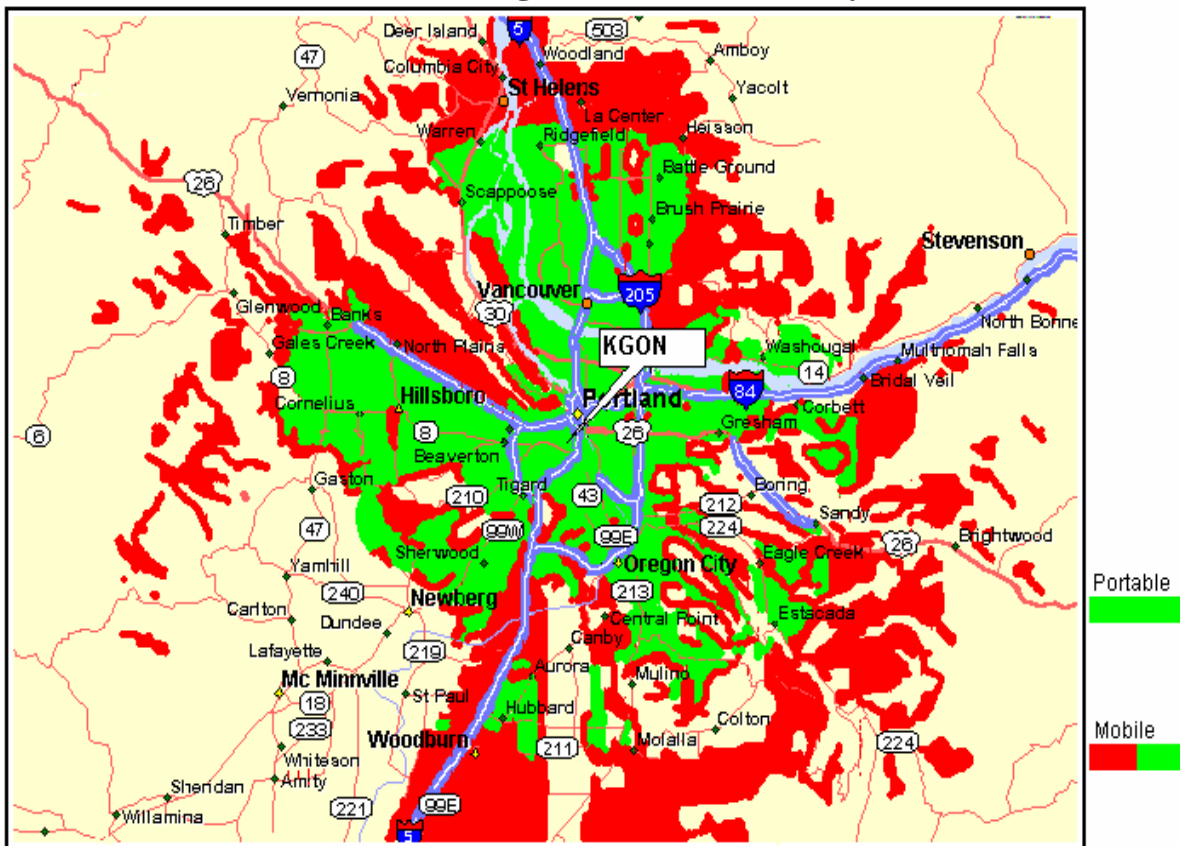 Deer Island
5
503
47
Woodland
Amboy
Columbia City
St Helens
Yacolt
Vernonia
La Center
Warren
Ridgefield
Heisson
26
Battle Ground
Scappoose
Brush Prairie
Timber
Stevenson
205
Vancouver
Glenwood
30
Banks
North Bonne
KGON
Gales Creek
North Plains
Washougal
Multnomah Falls
8
14
84
Bridal Veil
Hillsboro
Portland
Cornelius
Corbett
6
8
26
Gresham
Beaverton
Gaston
210
Tigard
43
Boring
212
47
99W
224
Sandy
99E
26
Brightwood
Sherwood
Oregon City
Eagle Creek
Yamhill
Portable
240
Newberg
213
Carlton
Dundee
Central Point
Estacada
Canby
219
Lafayette
Aurora
Mc Minnville
18
St Paul
Mulino
Hubbard
Colton
233
Woodburn
211
Molalla
224
Mobile
Whiteson
Amity
Sheridan
221
99E
Willamina
5